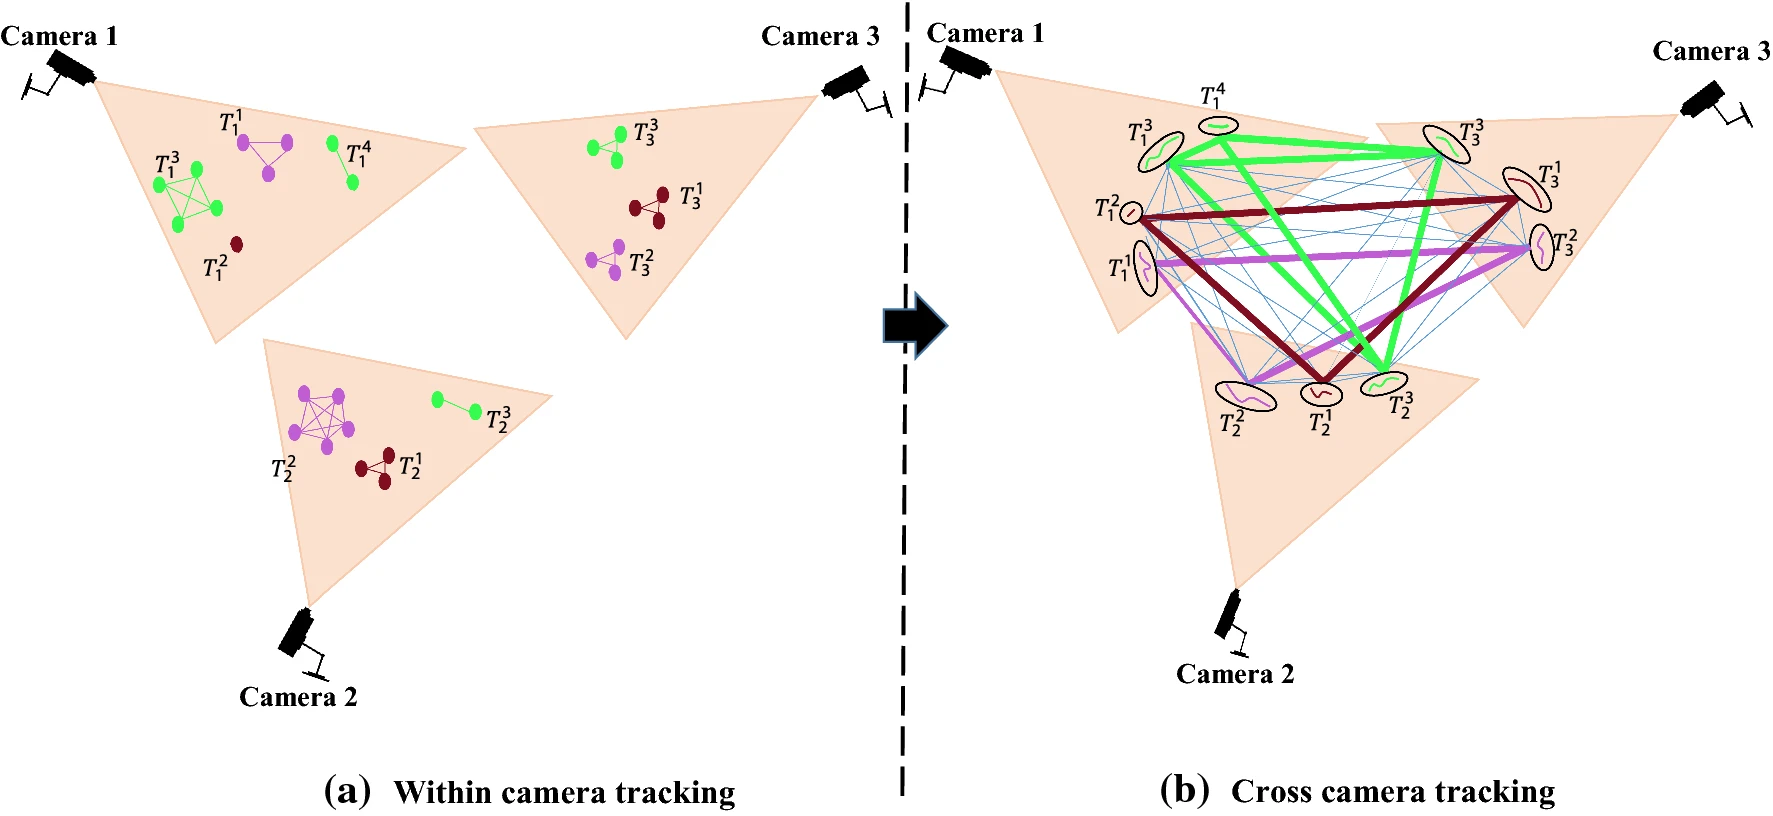 Camera 1
Camera 3
T_1^1
T_1^3
T_1^4
T_1^2
T_3^3
T_3^1
T_3^2
T_2^3
T_2^2
T_2^1
Camera 2
(a) Within camera tracking
Camera 1
Camera 3
T_1^4
T_1^3
T_3^3
T_3^1
T_1^2
T_3^2
T_1^1
T_2^2
T_2^1
T_2^3
Camera 2
(b) Cross camera tracking